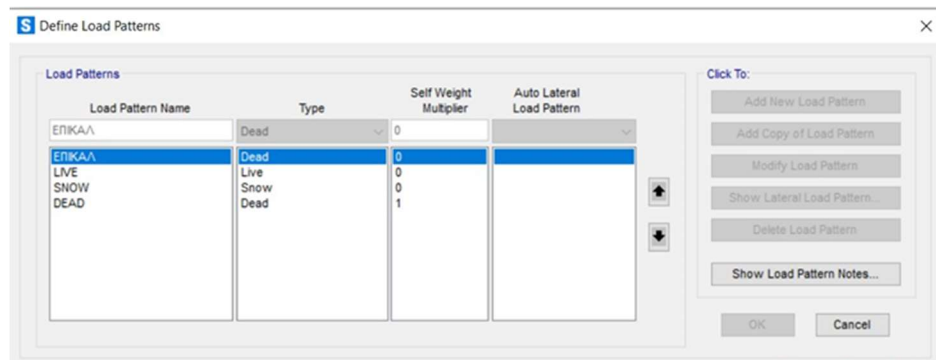 S Define Load Patterns
Load Patterns
Click To:
Load Pattern Name Type Self Weight Multiplier Auto Lateral Load Pattern
ΕΠΙΚΑΛ Dead 0
ΕΠΙΚΑΛ Dead 0
LIVE Live 0
SNOW Snow 0
DEAD Dead 1
Add New Load Pattern
Add Copy of Load Pattern
Modify Load Pattern
Show Lateral Load Pattern...
Delete Load Pattern
Show Load Pattern Notes...
OK Cancel